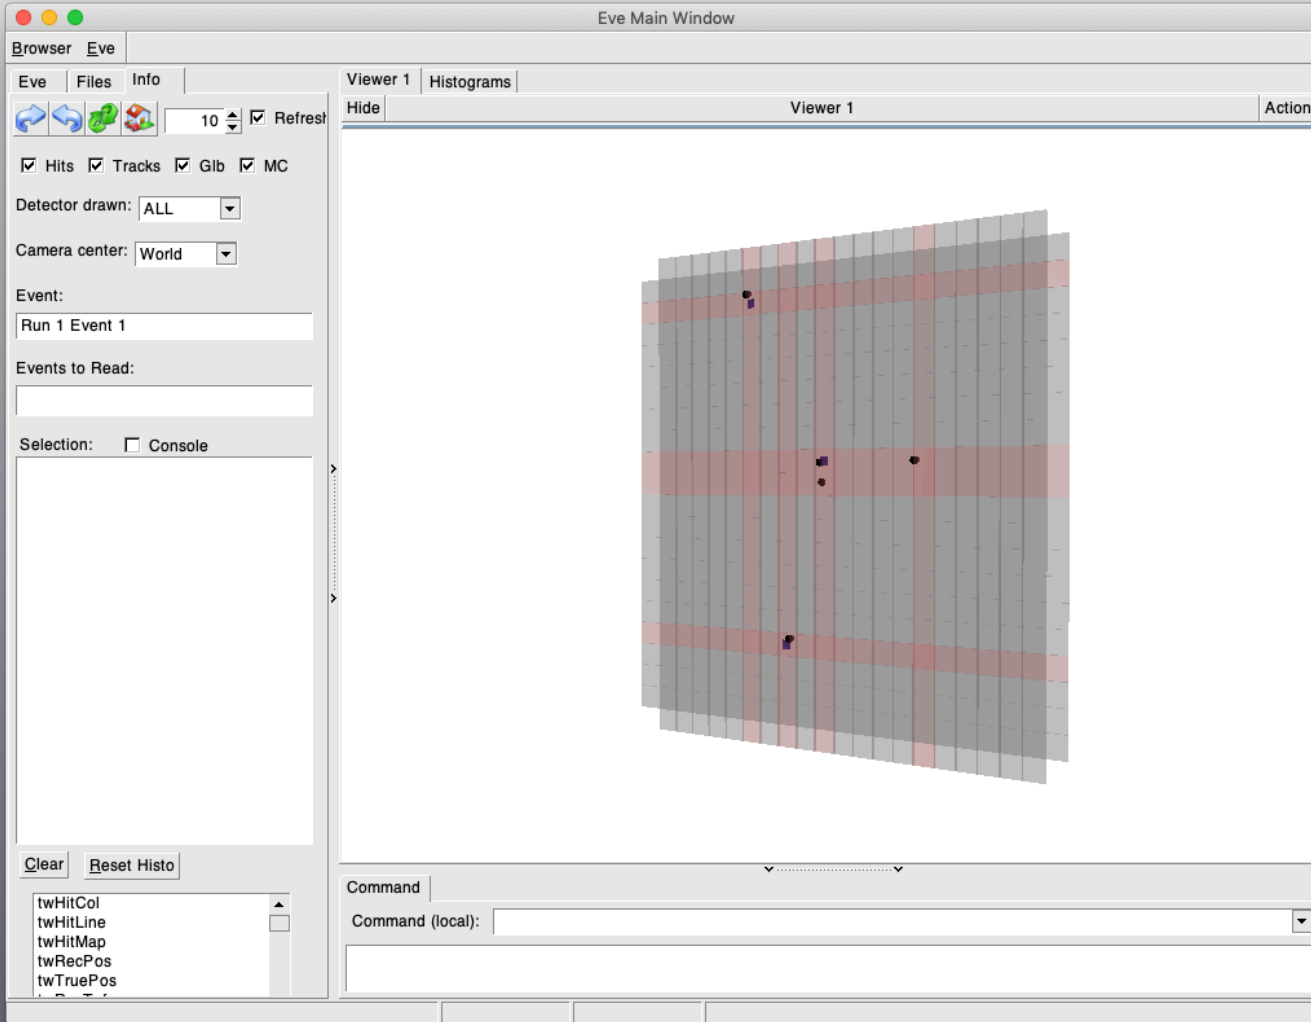 Eve Main Window
Browser Eve
Eve Files Info
Viewer 1 Histograms
Hide Viewer 1 Action
10 Refresh
Hits Tracks Glb MC
Detector drawn: ALL
Camera center: World
Event:
Run 1 Event 1
Events to Read:
Selection: Console
Clear Reset Histo
twHitCol
twHitLine
twHitMap
twRecPos
twTruePos
Command
Command (local):